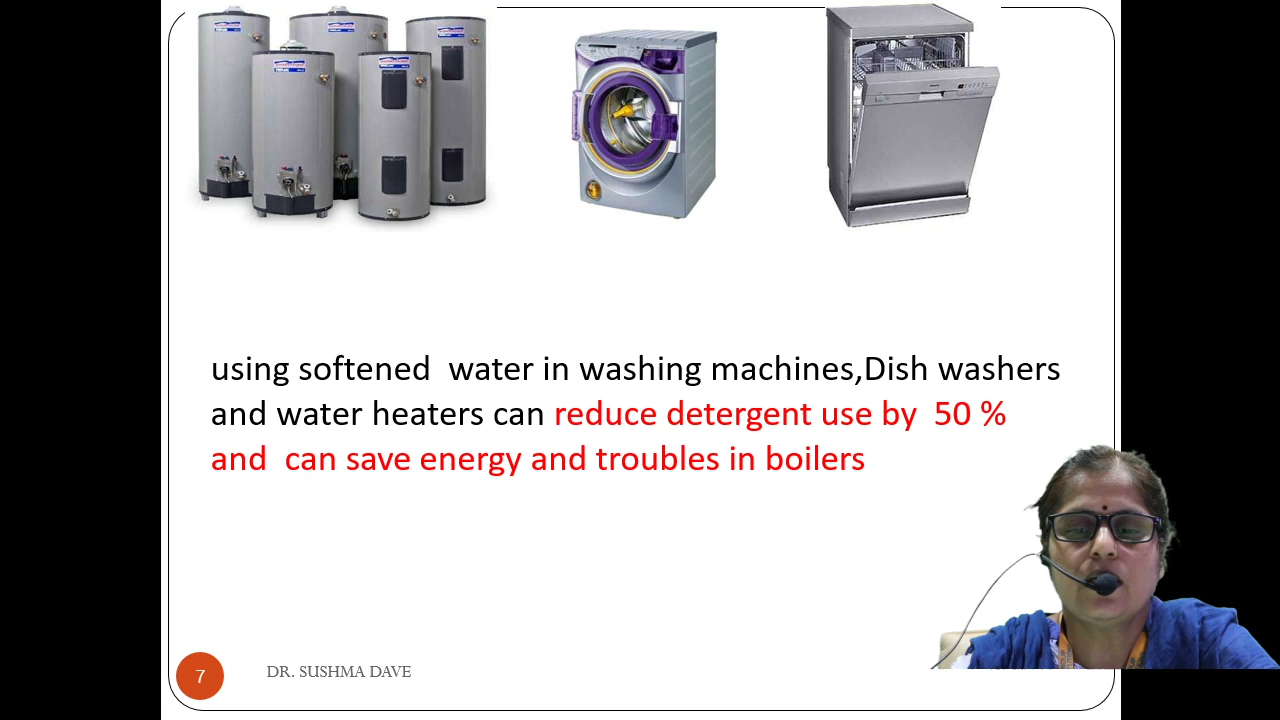 using softened  water in washing machines,Dish washers
and water heaters can reduce detergent use by  50 %
and  can save energy and troubles in boilers
7
DR. SUSHMA DAVE